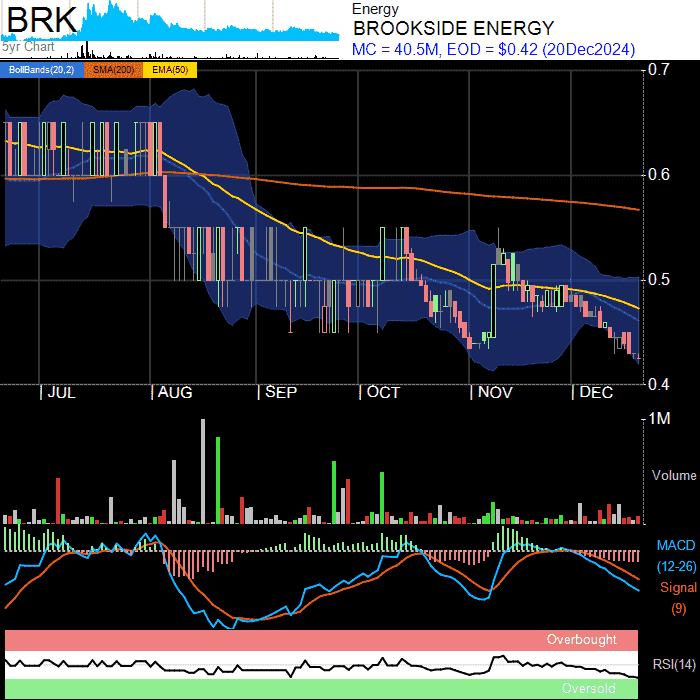 BRK
5yr Chart
Energy
BROOKSIDE ENERGY
MC = 40.5M, EOD = $0.42 (20Dec2024)
BollBands(20,2) SMA(200) EMA(50)
0.7
0.6
0.5
0.4
| JUL | AUG | SEP | OCT | NOV | DEC
1M
Volume
MACD
(12-26)
Signal
(9)
Overbought
RSI(14)
Oversold